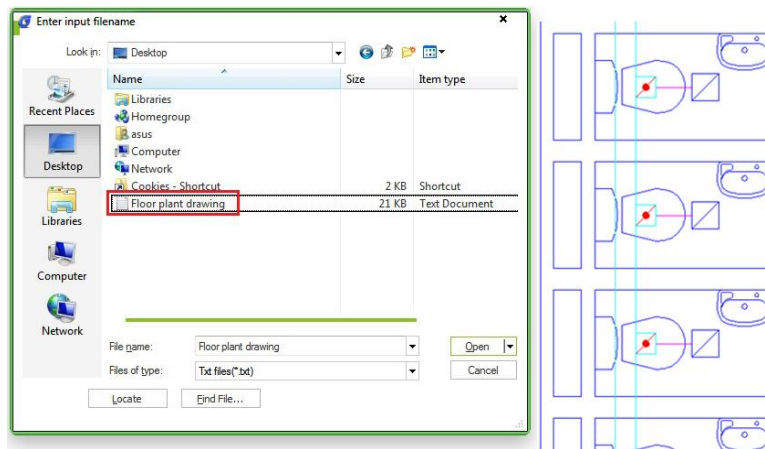 Enter input filename
Look in: Desktop
Name Size Item type
Libraries
Homegroup
asus
Computer
Network
Cookies - Shortcut 2 KB Shortcut
Floor plant drawing 21 KB Text Document
Recent Places
Desktop
Libraries
Computer
Network
File name: Floor plant drawing Open
Files of type: Txt files(*.txt) Cancel
Locate Find File...